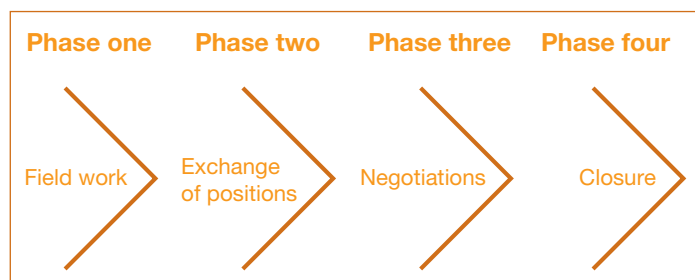 Phase one
Phase two
Phase three
Phase four
Field work
Exchange
of positions
Negotiations
Closure